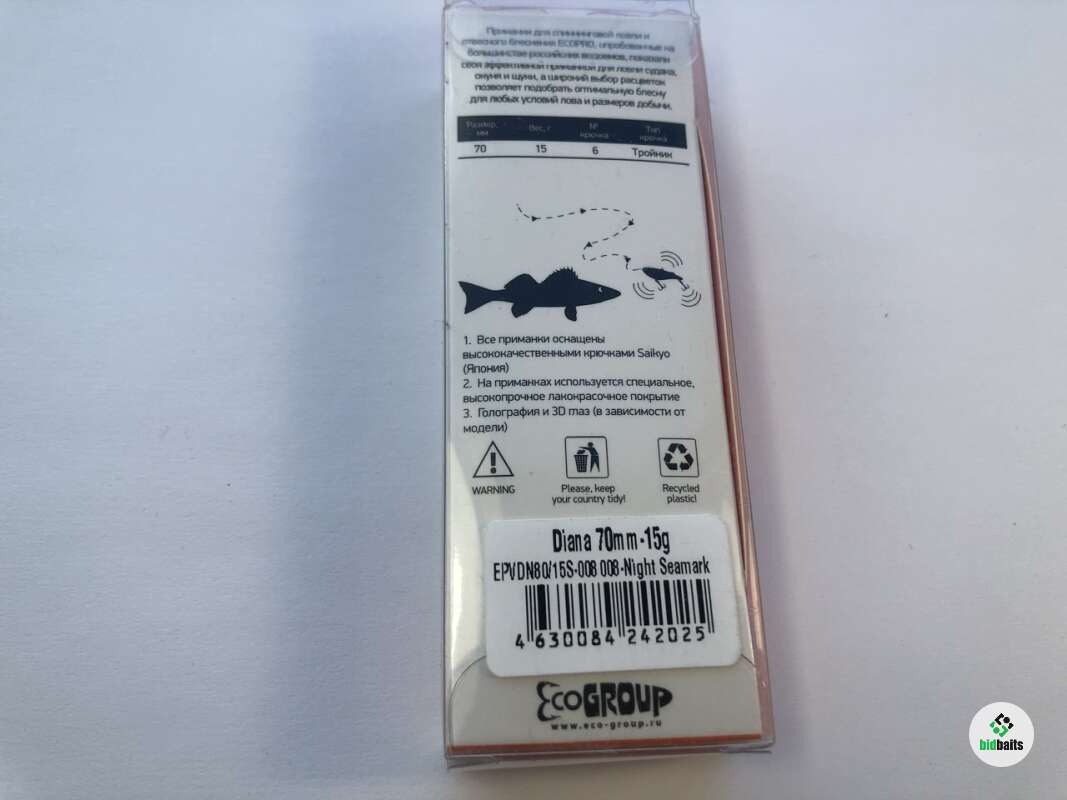 Приманки для спиннинговой ловли и
отвесного блеснения ECOPRO, опробованные на
большинстве российских водоемов, показали
себя эффективной приманкой для ловли судака,
окуня и щуки, а широкий выбор расцветок
позволяет подобрать оптимальную блесну
для любых условий лова и размеров добычи.
Размер, мм Вес, г № крючка Тип крючка
70 15 6 Тройник
1. Все приманки оснащены
высококачественными крючками Saikyo
(Япония)
2. На приманках используется специальное,
высокопрочное лакокрасочное покрытие
3. Голография и 3D глаз (в зависимости от
модели)
WARNING
Please, keep
your country tidy!
Recycled
plastic!
Diana 70mm-15g
EPVDN80/15S-008 008-Night Seamark
4 630084 242025
ECOGROUP
www.eco-group.ru
bidbaits